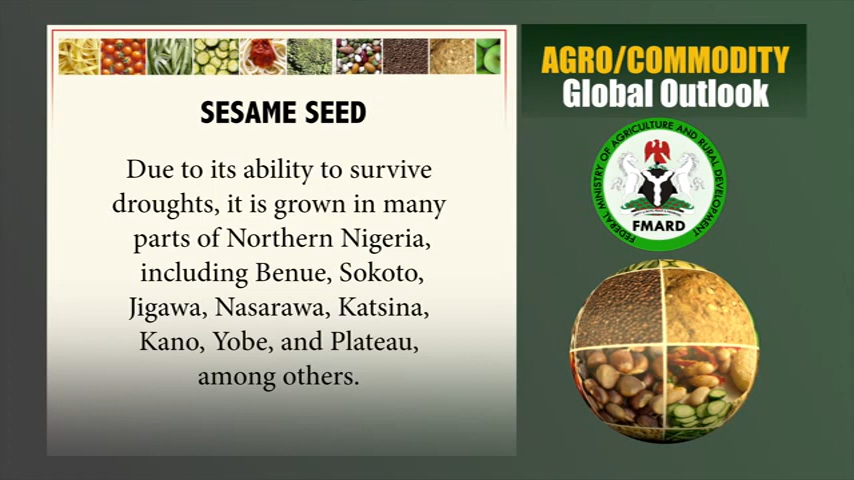 SESAME SEED
Due to its ability to survive
droughts, it is grown in many
parts of Northern Nigeria,
including Benue, Sokoto,
Jigawa, Nasarawa, Katsina,
Kano, Yobe, and Plateau,
among others.
AGRO/COMMODITY
Global Outlook
FEDERAL MINISTRY OF AGRICULTURE AND RURAL DEVELOPMENT
FMARD